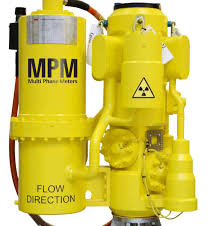 MPM
Multi Phase Meters
FLOW
DIRECTION